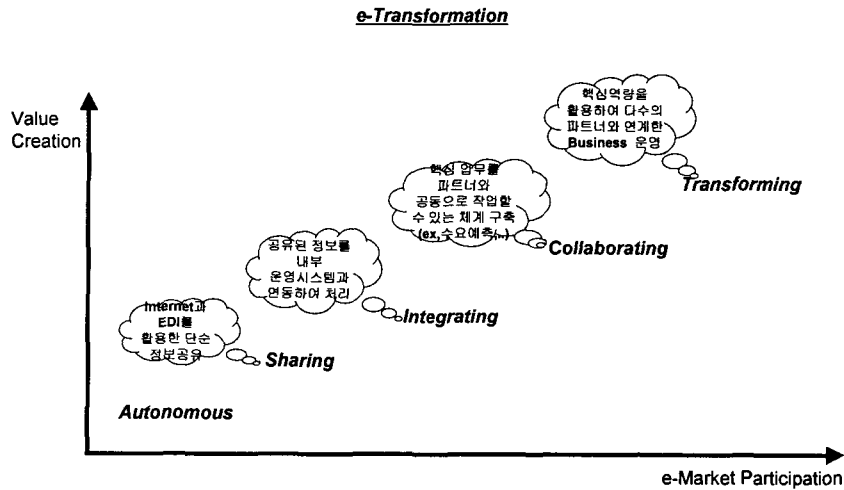 e-Transformation
Value
Creation
핵심역량을
활용하여 다수의
파트너와 연계한
Business 운영
Transforming
핵심 업무를
파트너와
공동으로 작업할
수 있는 체계 구축
(ex,수요예측,..)
Collaborating
공유된 정보를
내부
운영시스템과
연동하여 처리
Integrating
Internet과
EDI를
활용한 단순
정보공유
Sharing
Autonomous
e-Market Participation